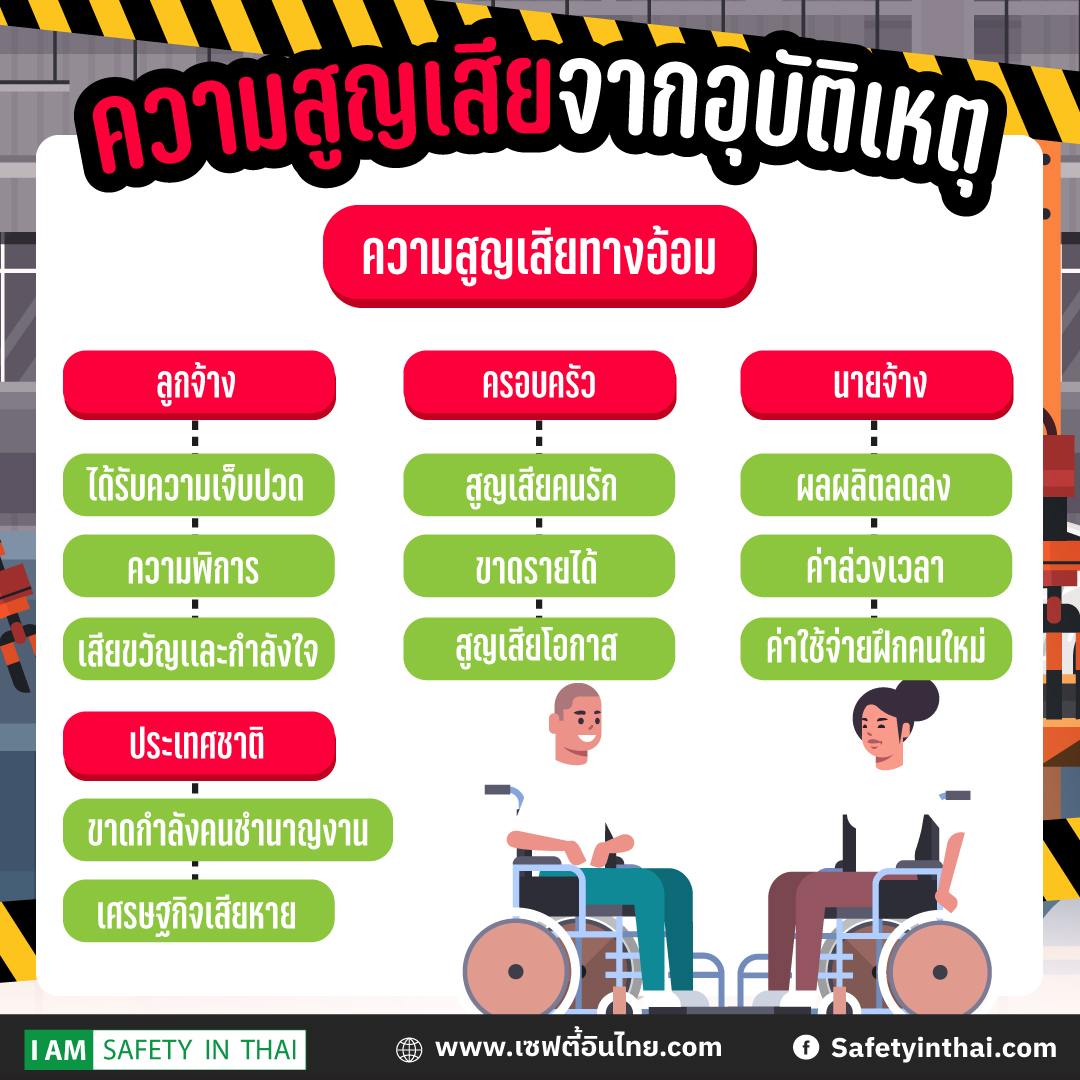 ความสูญเสียจากอุบัติเหตุ
ความสูญเสียทางอ้อม
ลูกจ้าง
ได้รับความเจ็บปวด
ความพิการ
เสียขวัญและกำลังใจ
ครอบครัว
สูญเสียคนรัก
ขาดรายได้
สูญเสียโอกาส
นายจ้าง
ผลผลิตลดลง
ค่าล่วงเวลา
ค่าใช้จ่ายฝึกคนใหม่
ประเทศชาติ
ขาดกำลังคนชำนาญงาน
เศรษฐกิจเสียหาย
I AM SAFETY IN THAI
www.เซฟตี้อินไทย.com
Safetyinthai.com